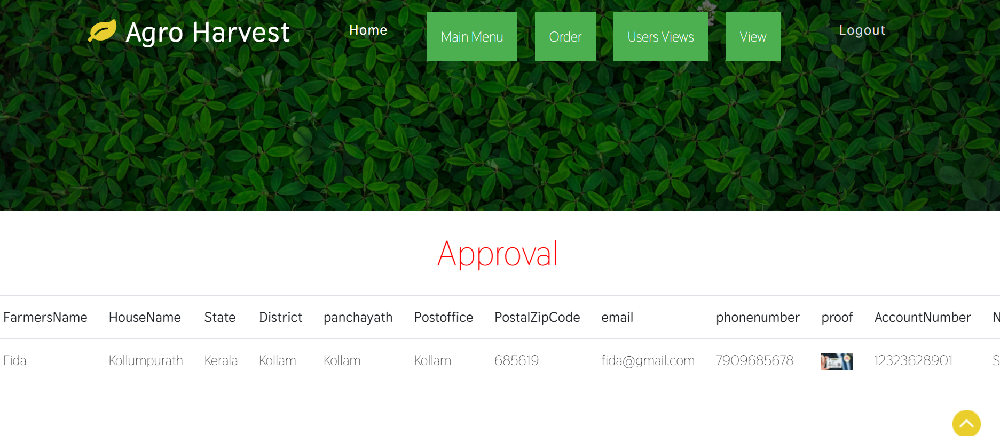 Agro Harvest Home Main Menu Order Users Views View Logout
Approval
FarmersName HouseName State District panchayath Postoffice PostalZipCode email phonenumber proof AccountNumber
Fida Kollumpurath Kerala Kollam Kollam Kollam 685619 fida@gmail.com 7909685678 12323628901